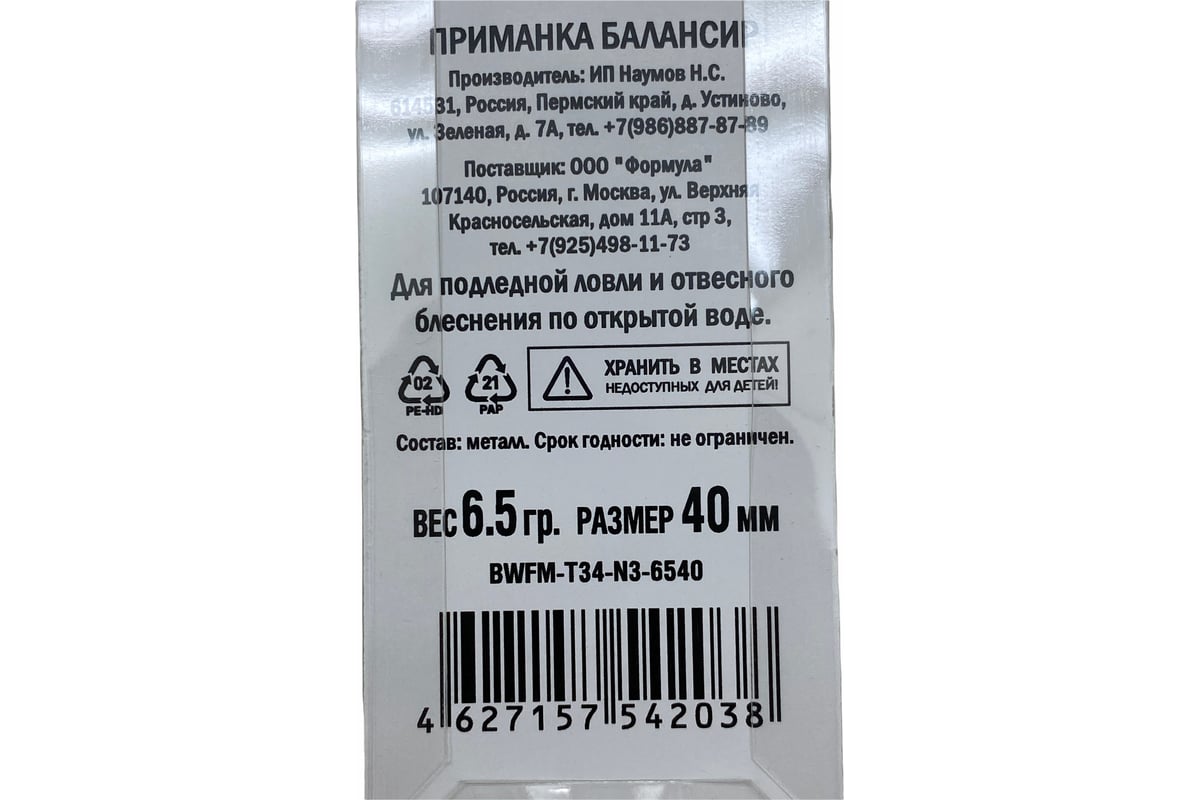 ПРИМАНКА БАЛАНСИР
Производитель: ИП Наумов Н.С.
614531, Россия, Пермский край, д. Устиново,
ул. Зеленая, д. 7А, тел. +7(986)887-87-89
Поставщик: ООО "Формула"
107140, Россия, г. Москва, ул. Верхняя
Красносельская, дом 11А, стр 3,
тел. +7(925)498-11-73
Для подледной ловли и отвесного
блеснения по открытой воде.
02 21
PE-HD PAP
ХРАНИТЬ В МЕСТАХ
НЕДОСТУПНЫХ ДЛЯ ДЕТЕЙ!
Состав: металл. Срок годности: не ограничен.
ВЕС 6.5 гр. РАЗМЕР 40 мм
BWFM-T34-N3-6540
4 627157 542038